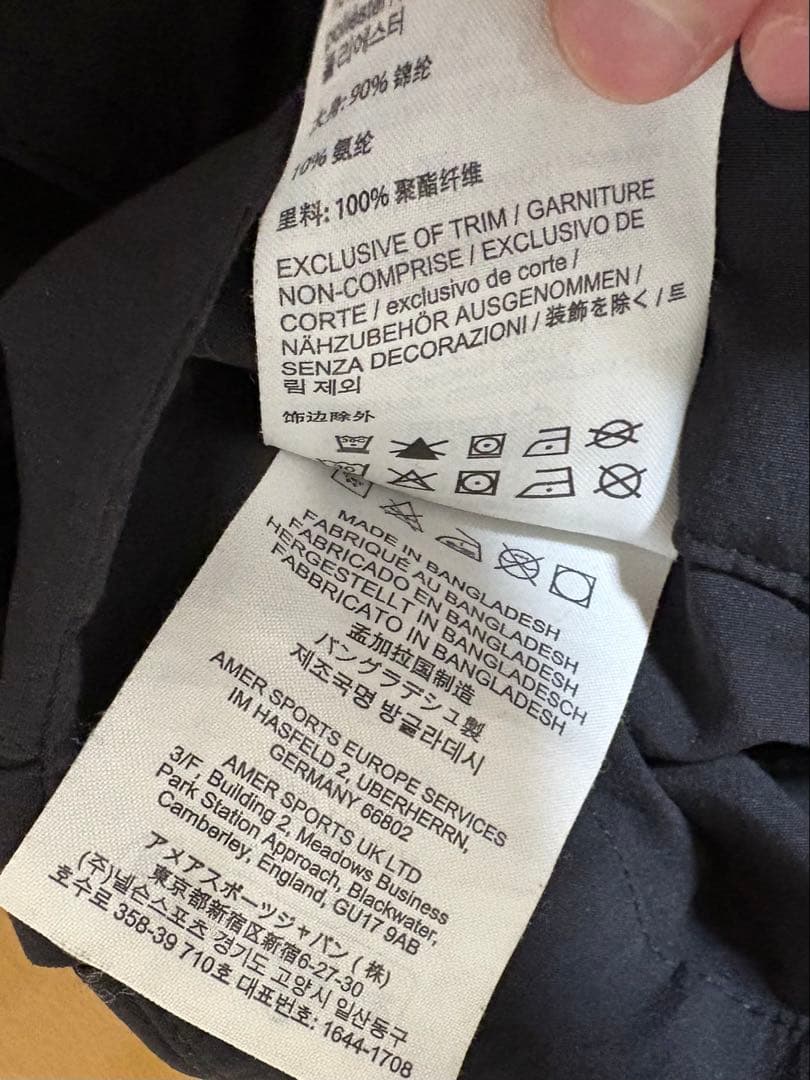 poliéster /
폴리에스터
大身: 90% 锦纶
10% 氨纶
里料: 100% 聚酯纤维
EXCLUSIVE OF TRIM / GARNITURE
NON-COMPRISE / EXCLUSIVO DE
CORTE / exclusivo de corte /
NÄHZUBEHÖR AUSGENOMMEN /
SENZA DECORAZIONI / 装飾を除く / 트
림 제외
饰边除外
MADE IN BANGLADESH
FABRIQUÉ AU BANGLADESH
FABRICADO EN BANGLADESH
HERGESTELLT IN BANGLADESCH
FABBRICATO IN BANGLADESH
孟加拉国制造
バングラデシュ製
제조국명 방글라데시
AMER SPORTS EUROPE SERVICES
IM HASFELD 2, UBERHERRN,
GERMANY 66802
AMER SPORTS UK LTD
3/F, Building 2, Meadows Business
Park Station Approach, Blackwater,
Camberley, England, GU17 9AB
アメアスポーツジャパン (株)
東京都新宿区新宿6-27-30
(주)넬슨스포츠 경기도 고양시 일산동구
호수로 358-39 710호 대표번호: 1644-1708